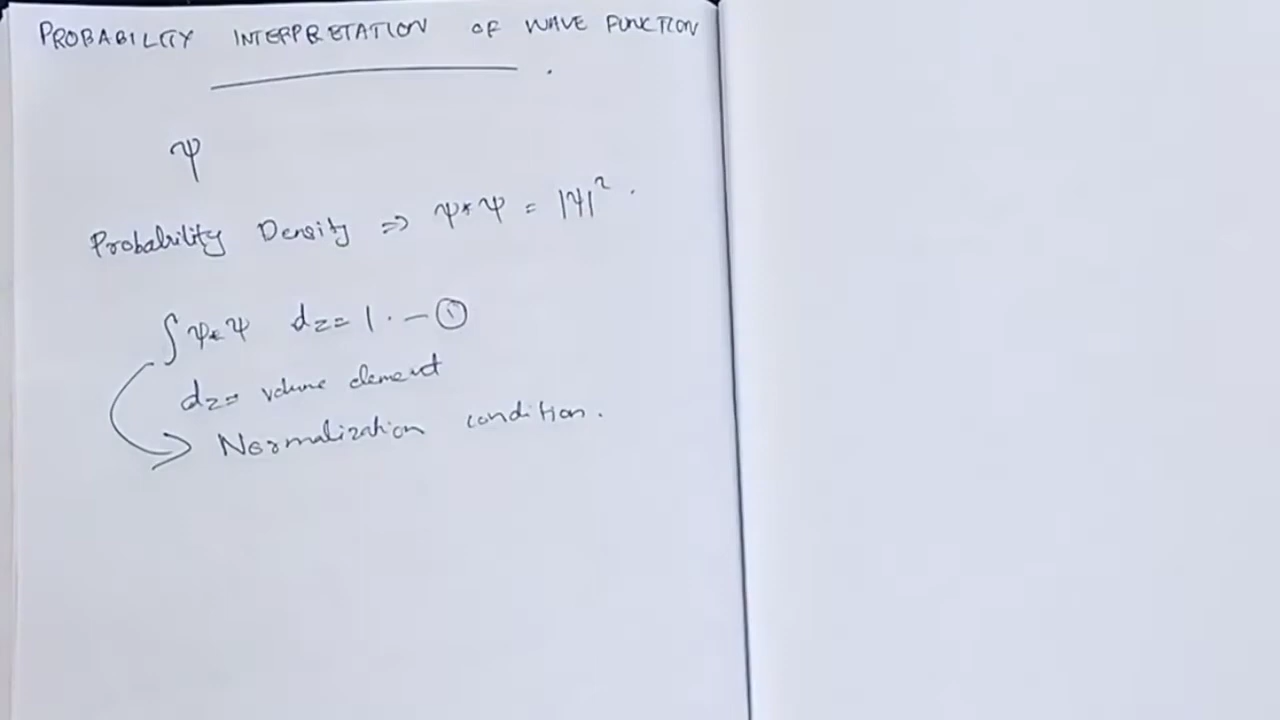 PROBABILITY INTERPRETATION OF WAVE FUNCTION
ψ
Probability Density ⇒ ψ*ψ = |ψ|².
∫ψ*ψ dz = 1. — ①
dz = volume element
Normalization condition.